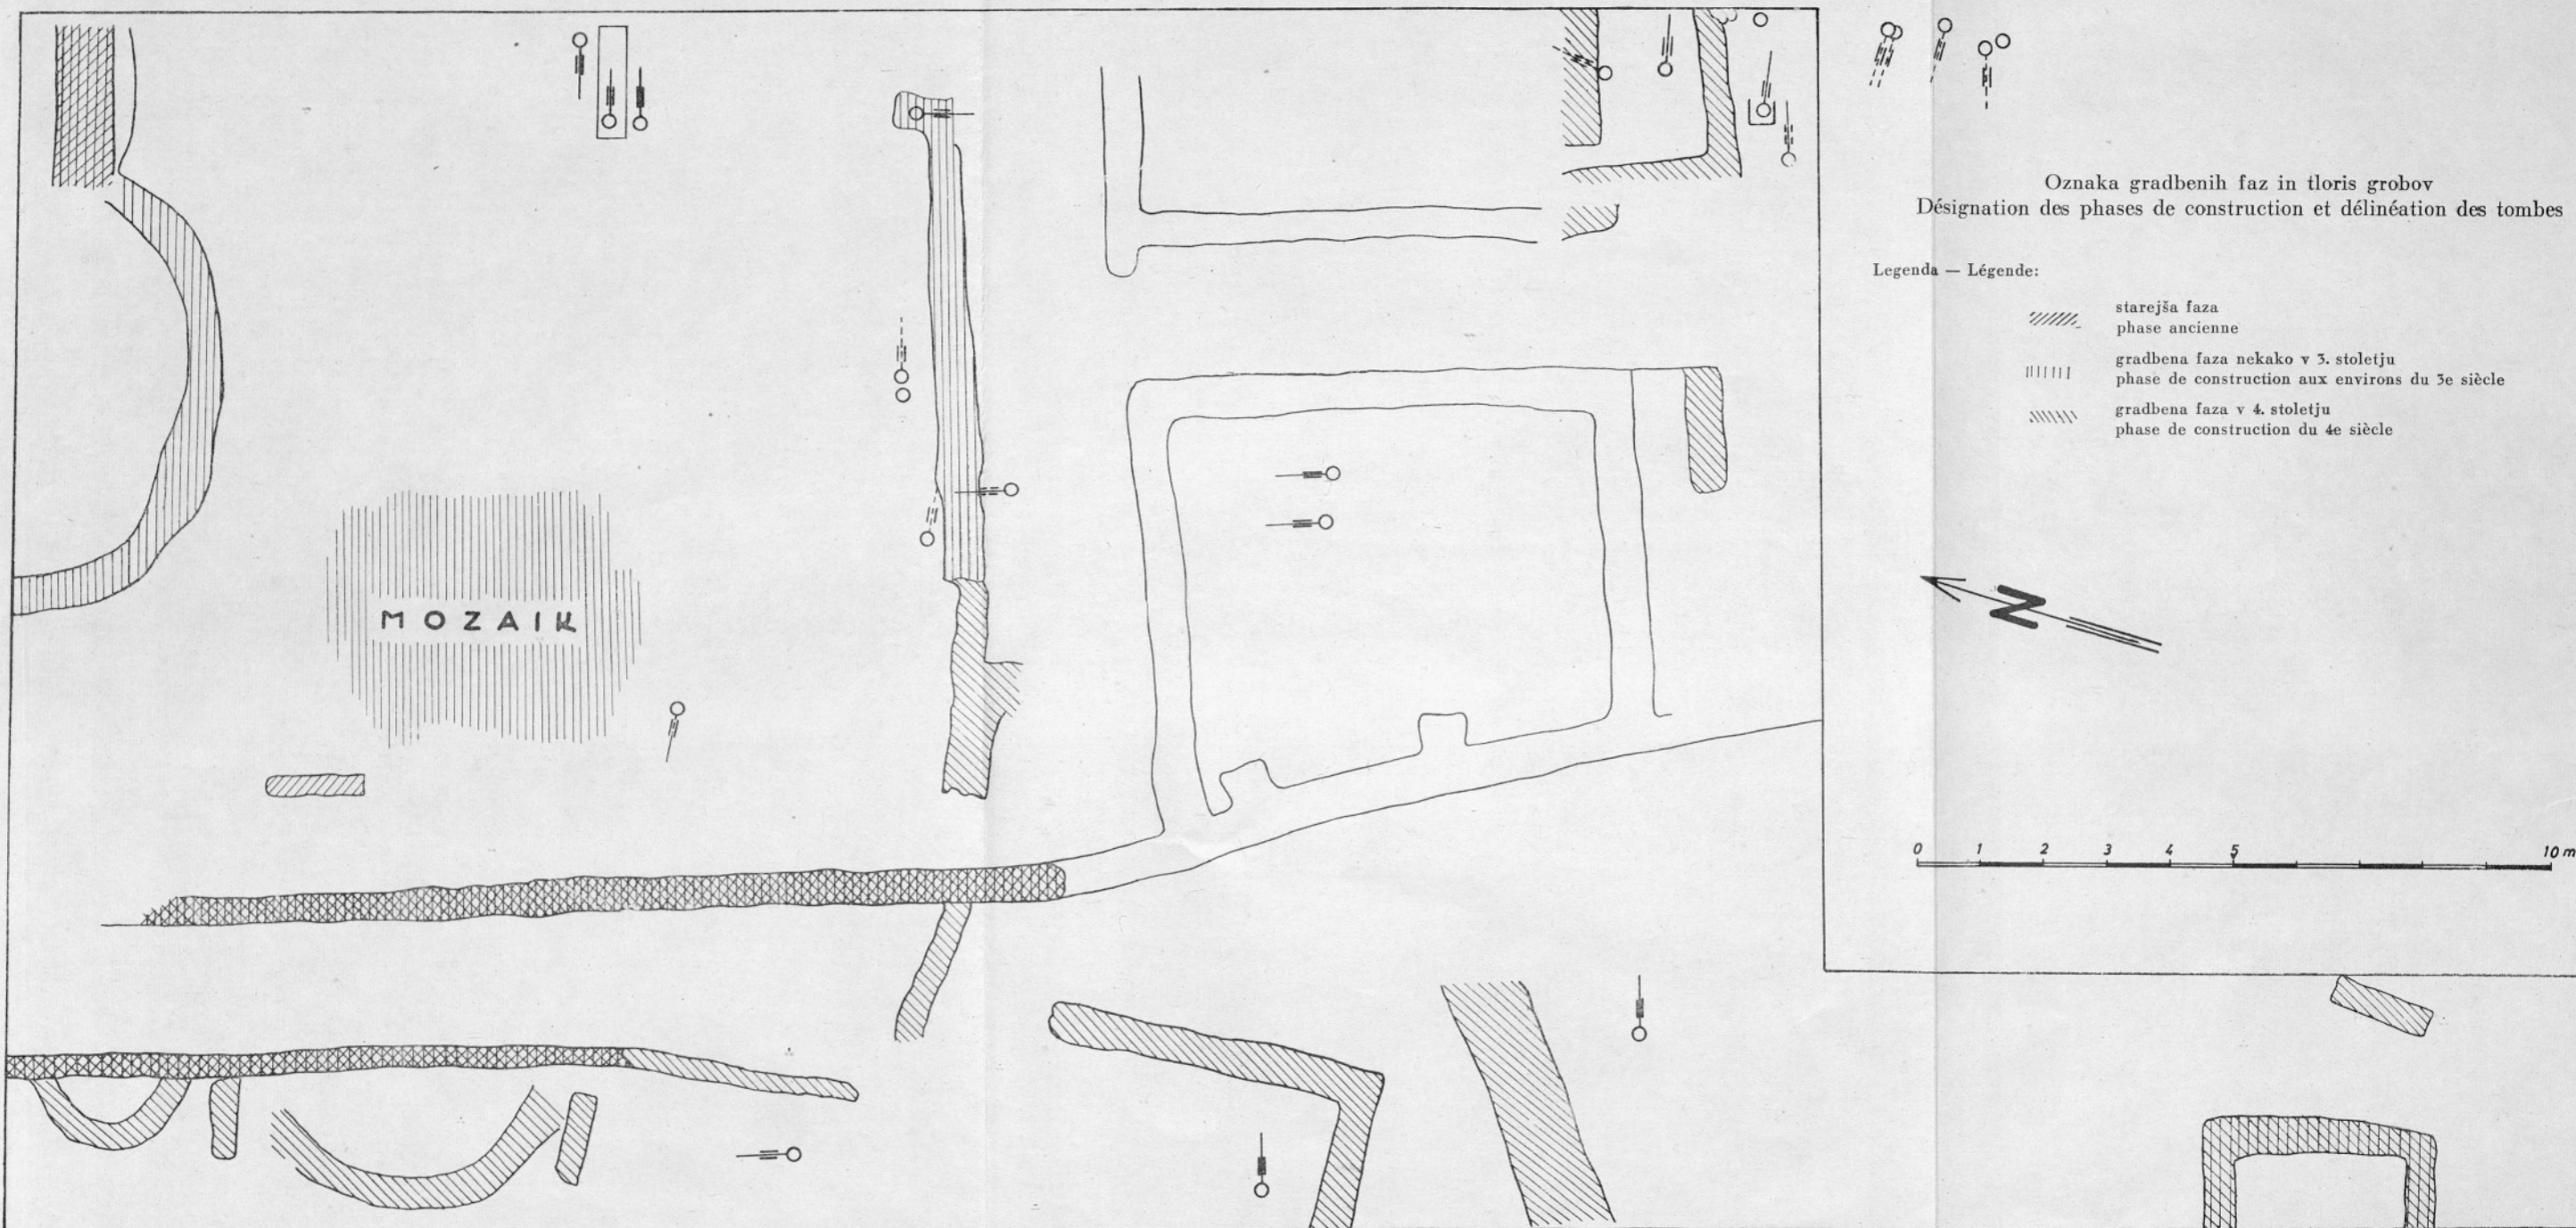 Oznaka gradbenih faz in tloris grobov
Désignation des phases de construction et délinéation des tombes
Legenda — Légende:
starejša faza
phase ancienne
gradbena faza nekako v 3. stoletju
phase de construction aux environs du 3e siècle
gradbena faza v 4. stoletju
phase de construction du 4e siècle
MOZAIK
N
0 1 2 3 4 5 10 m